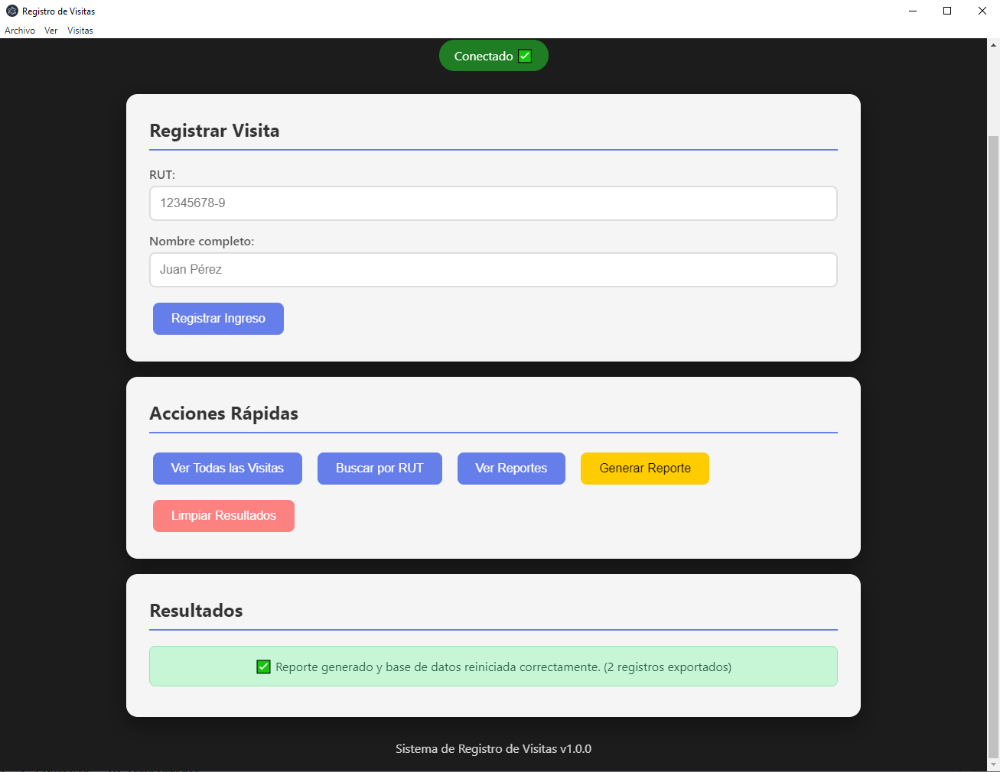 Registro de Visitas
Archivo Ver Visitas
Conectado ✅
Registrar Visita
RUT:
12345678-9
Nombre completo:
Juan Pérez
Registrar Ingreso
Acciones Rápidas
Ver Todas las Visitas Buscar por RUT Ver Reportes Generar Reporte
Limpiar Resultados
Resultados
✅ Reporte generado y base de datos reiniciada correctamente. (2 registros exportados)
Sistema de Registro de Visitas v1.0.0